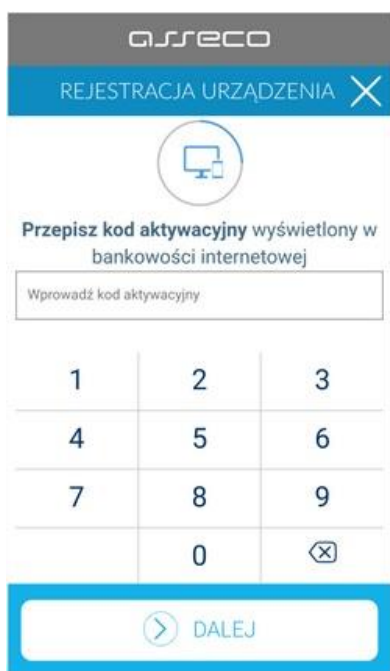 asseco
REJESTRACJA URZĄDZENIA
Przepisz kod aktywacyjny wyświetlony w
bankowości internetowej
Wprowadź kod aktywacyjny
1 2 3
4 5 6
7 8 9
0
DALEJ